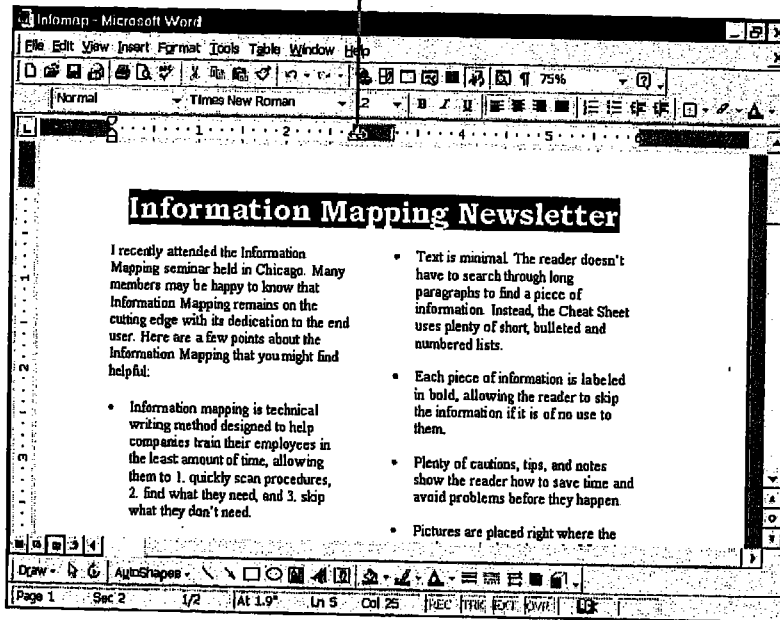 Infomap - Microsoft Word
File Edit View Insert Format Tools Table Window Help
75%
Normal Times New Roman B I U
1 2 4 5
Information Mapping Newsletter
I recently attended the Information
Mapping seminar held in Chicago. Many
members may be happy to know that
Information Mapping remains on the
cutting edge with its dedication to the end
user. Here are a few points about the
Information Mapping that you might find
helpful:
• Information mapping is technical
writing method designed to help
companies train their employees in
the least amount of time, allowing
them to 1. quickly scan procedures,
2. find what they need, and 3. skip
what they don't need.
• Text is minimal. The reader doesn't
have to search through long
paragraphs to find a piece of
information. Instead, the Cheat Sheet
uses plenty of short, bulleted and
numbered lists.
• Each piece of information is labeled
in bold, allowing the reader to skip
the information if it is of no use to
them.
• Plenty of cautions, tips, and notes
show the reader how to save time and
avoid problems before they happen
• Pictures are placed right where the
1
2
3
Draw AutoShapes
Page 1 Sec 2 1/2 At 1.9" Ln 5 Col 25 REC TRK EXT OVR